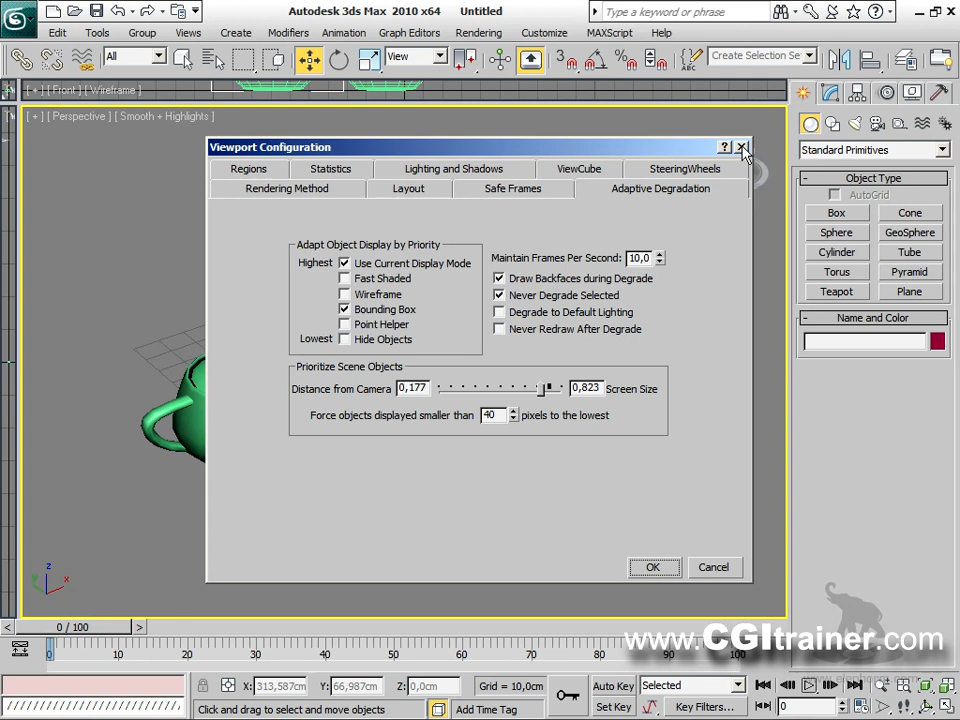 Autodesk 3ds Max 2010 x64 Untitled
Type a keyword or phrase
Edit Tools Group Views Create Modifiers Animation Graph Editors Rendering Customize MAXScript Help
All View 3 Create Selection Se
[ + ] [ Front ] [ Wireframe ]
[ + ] [ Perspective ] [ Smooth + Highlights ]
Viewport Configuration
Regions Statistics Lighting and Shadows ViewCube SteeringWheels
Rendering Method Layout Safe Frames Adaptive Degradation
Adapt Object Display by Priority
Highest Use Current Display Mode
Fast Shaded
Wireframe
Bounding Box
Point Helper
Lowest Hide Objects
Maintain Frames Per Second: 10,0
Draw Backfaces during Degrade
Never Degrade Selected
Degrade to Default Lighting
Never Redraw After Degrade
Prioritize Scene Objects
Distance from Camera 0,177 0,823 Screen Size
Force objects displayed smaller than 40 pixels to the lowest
OK Cancel
Standard Primitives
Object Type
AutoGrid
Box Cone
Sphere GeoSphere
Cylinder Tube
Torus Pyramid
Teapot Plane
Name and Color
z
y x
0 / 100
0 10 20 30 40 50 60 70 80 90 100
www.CGItrainer.com
X: 313,587cm Y: 66,987cm Z: 0,0cm Grid = 10,0cm
Auto Key Selected
Set Key Key Filters... 0
Click and drag to select and move objects Add Time Tag